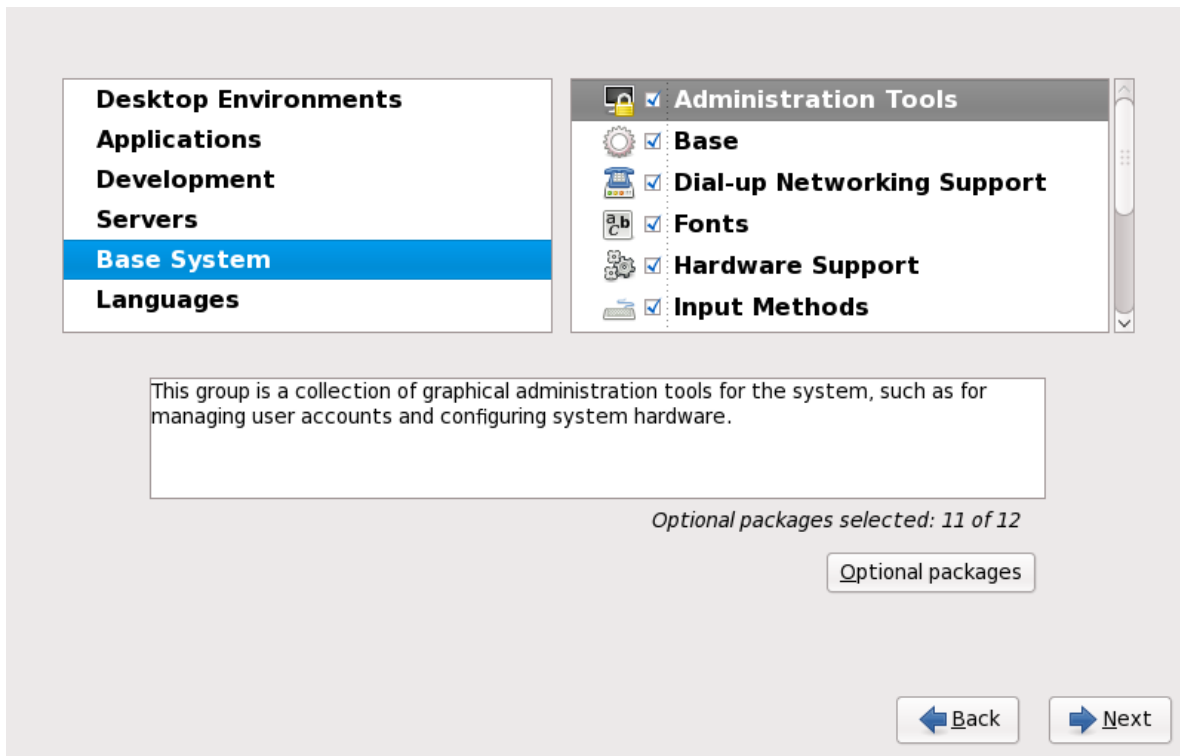 Desktop Environments
Applications
Development
Servers
Base System
Languages
Administration Tools
Base
Dial-up Networking Support
Fonts
Hardware Support
Input Methods
This group is a collection of graphical administration tools for the system, such as for
managing user accounts and configuring system hardware.
Optional packages selected: 11 of 12
Optional packages
Back
Next